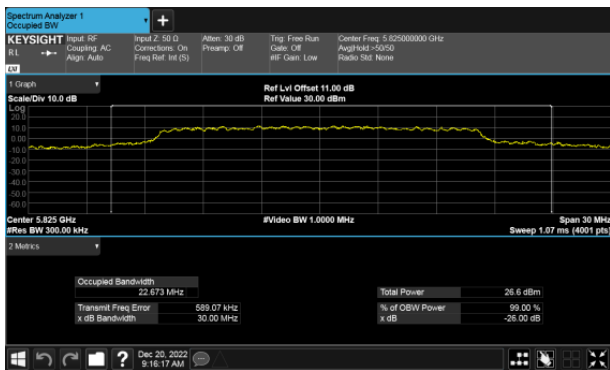 Spectrum Analyzer 1
Occupied BW
KEYSIGHT
RL
LXI
Input: RF
Coupling: AC
Align: Auto
Input Z: 50 Ω
Corrections: On
Freq Ref: Int (S)
Atten: 30 dB
Preamp: Off
Trig: Free Run
Gate: Off
#IF Gain: Low
Center Freq: 5.825000000 GHz
Avg|Hold:>50/50
Radio Std: None
1 Graph
Scale/Div 10.0 dB
Ref Lvl Offset 11.00 dB
Ref Value 30.00 dBm
Log
20.0
10.0
0.00
-10.0
-20.0
-30.0
-40.0
-50.0
-60.0
Center 5.825 GHz
#Video BW 1.0000 MHz
Span 30 MHz
#Res BW 300.00 kHz
Sweep 1.07 ms (4001 pts)
2 Metrics
Occupied Bandwidth
22.673 MHz
Total Power 26.6 dBm
Transmit Freq Error 589.07 kHz
% of OBW Power 99.00 %
x dB Bandwidth 30.00 MHz
x dB -26.00 dB
?
Dec 20, 2022
9:16:17 AM